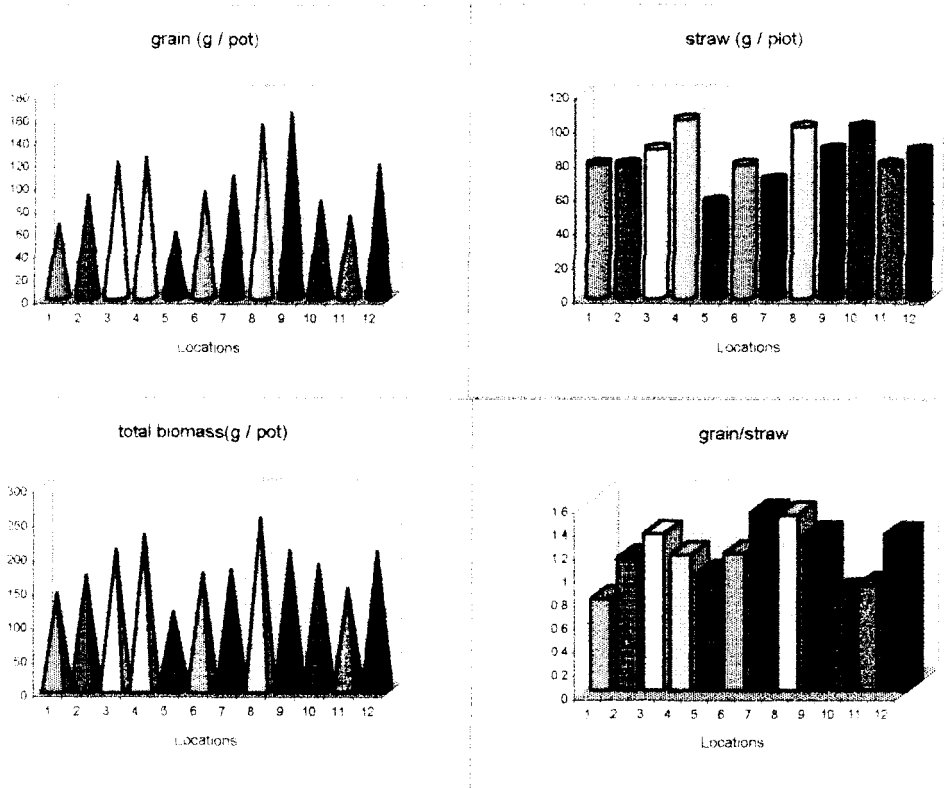 grain (g / pot)
180
160
140
120
100
80
60
40
20
0
1 2 3 4 5 6 7 8 9 10 11 12
Locations
straw (g / plot)
120
100
80
60
40
20
0
1 2 3 4 5 6 7 8 9 10 11 12
Locations
total biomass(g / pot)
300
250
200
150
100
50
0
1 2 3 4 5 6 7 8 9 10 11 12
Locations
grain/straw
1.6
1.4
1.2
1
0.8
0.6
0.4
0.2
0
1 2 3 4 5 6 7 8 9 10 11 12
Locations